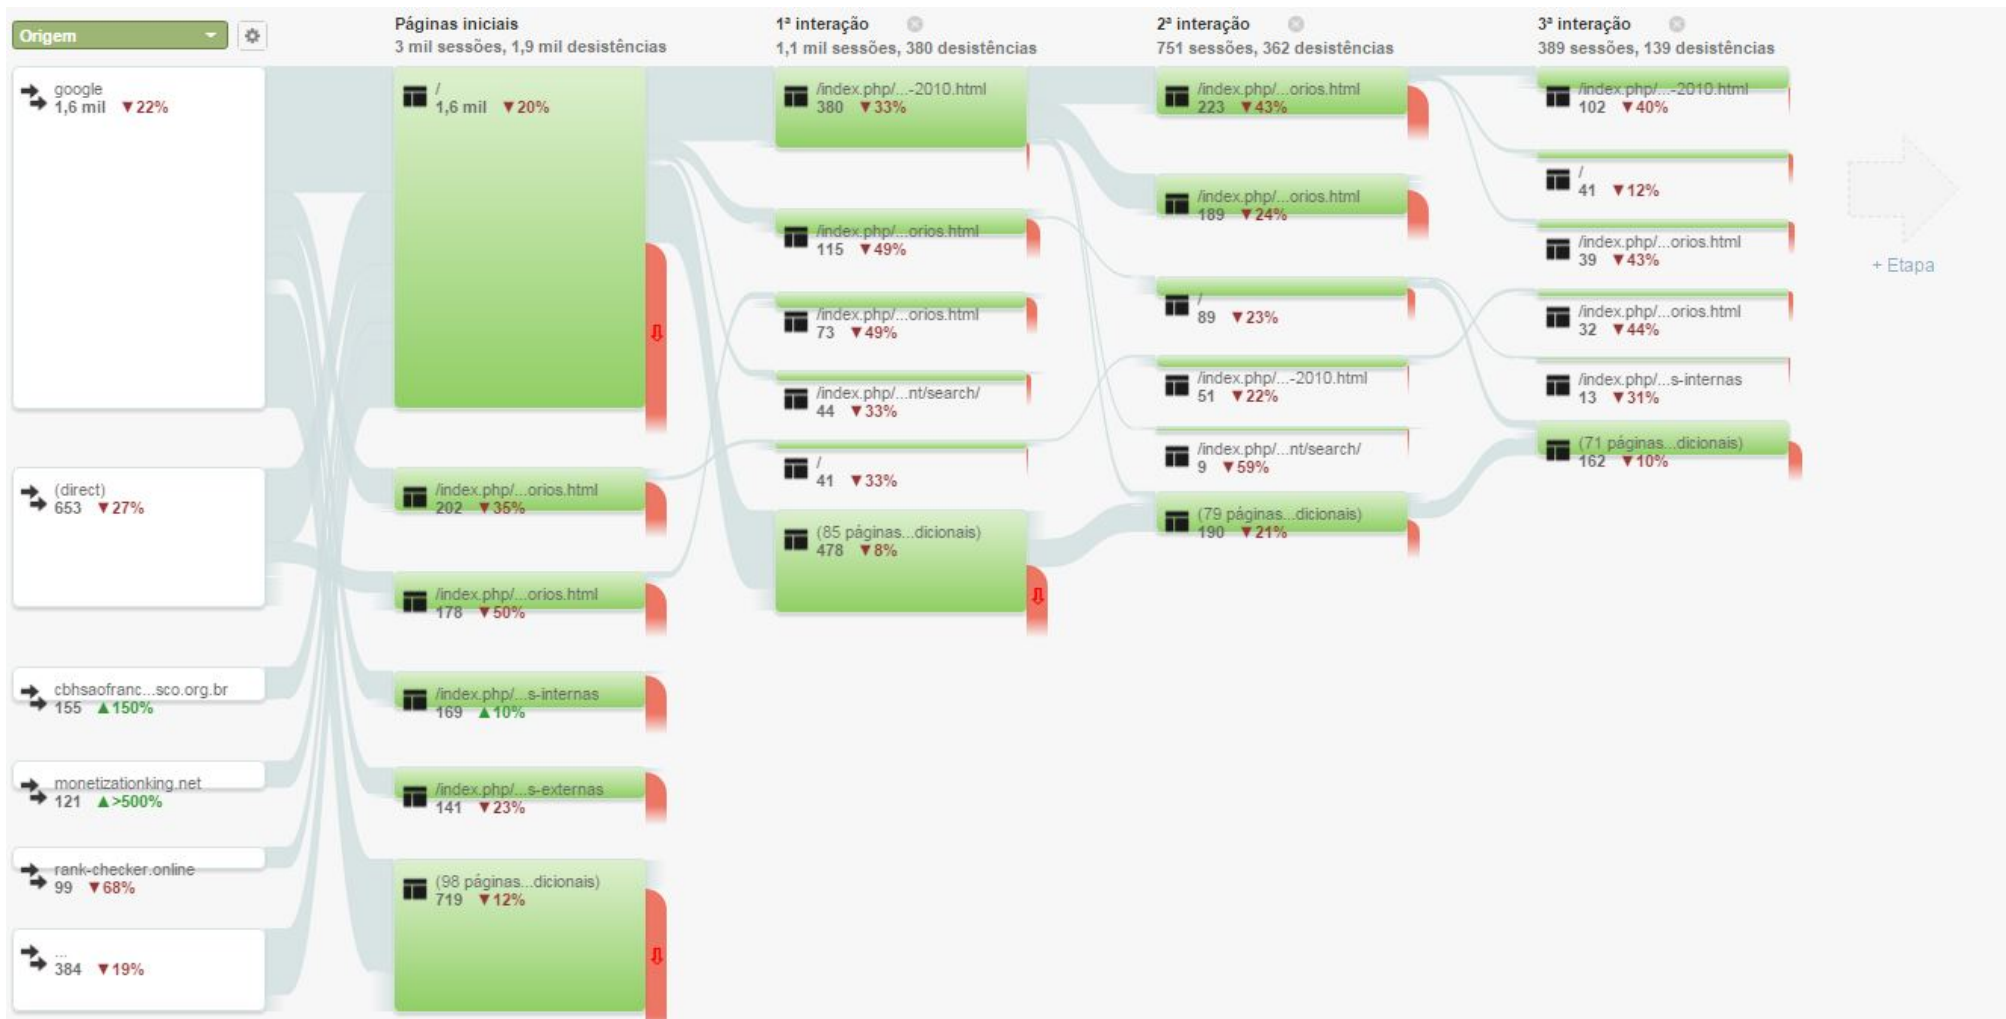 Origem
google
1,6 mil ▼22%
(direct)
653 ▼27%
cbhsaofranc...sco.org.br
155 ▲150%
monetizationking.net
121 ▲>500%
rank-checker.online
99 ▼68%
...
384 ▼19%
Páginas iniciais
3 mil sessões, 1,9 mil desistências
/
1,6 mil ▼20%
/index.php/...orios.html
202 ▼35%
/index.php/...orios.html
178 ▼50%
/index.php/...s-internas
169 ▲10%
/index.php/...s-externas
141 ▼23%
(98 páginas...dicionais)
719 ▼12%
1ª interação
1,1 mil sessões, 380 desistências
/index.php/...-2010.html
380 ▼33%
/index.php/...orios.html
115 ▼49%
/index.php/...orios.html
73 ▼49%
/index.php/...nt/search/
44 ▼33%
/
41 ▼33%
(85 páginas...dicionais)
478 ▼8%
2ª interação
751 sessões, 362 desistências
/index.php/...orios.html
223 ▼43%
/index.php/...orios.html
189 ▼24%
/
89 ▼23%
/index.php/...-2010.html
51 ▼22%
/index.php/...nt/search/
9 ▼59%
(79 páginas...dicionais)
190 ▼21%
3ª interação
389 sessões, 139 desistências
/index.php/...-2010.html
102 ▼40%
/
41 ▼12%
/index.php/...orios.html
39 ▼43%
/index.php/...orios.html
32 ▼44%
/index.php/...s-internas
13 ▼31%
(71 páginas...dicionais)
162 ▼10%
+ Etapa